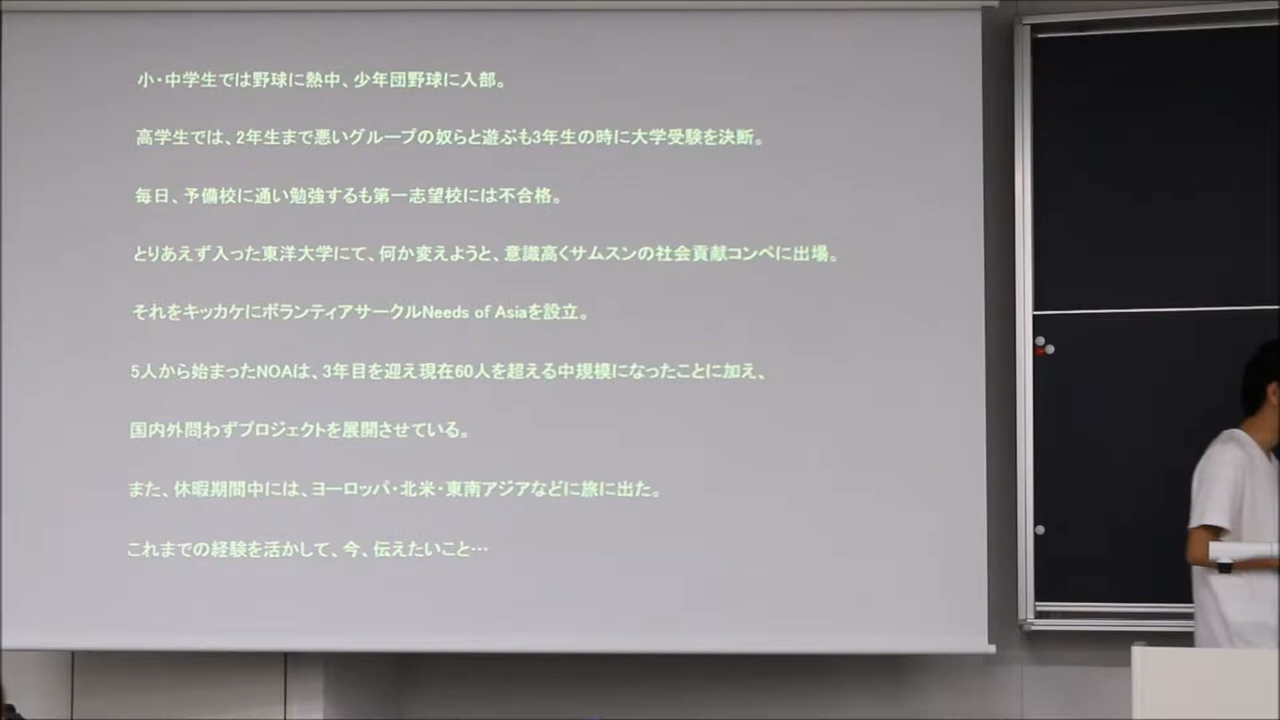 小・中学生では野球に熱中、少年団野球に入部。
高学生では、2年生まで悪いグループの奴らと遊ぶも3年生の時に大学受験を決断。
毎日、予備校に通い勉強するも第一志望校には不合格。
とりあえず入った東洋大学にて、何か変えようと、意識高くサムスンの社会貢献コンペに出場。
それをキッカケにボランティアサークルNeeds of Asiaを設立。
5人から始まったNOAは、3年目を迎え現在60人を超える中規模になったことに加え、
国内外問わずプロジェクトを展開させている。
また、休暇期間中には、ヨーロッパ・北米・東南アジアなどに旅に出た。
これまでの経験を活かして、今、伝えたいこと…